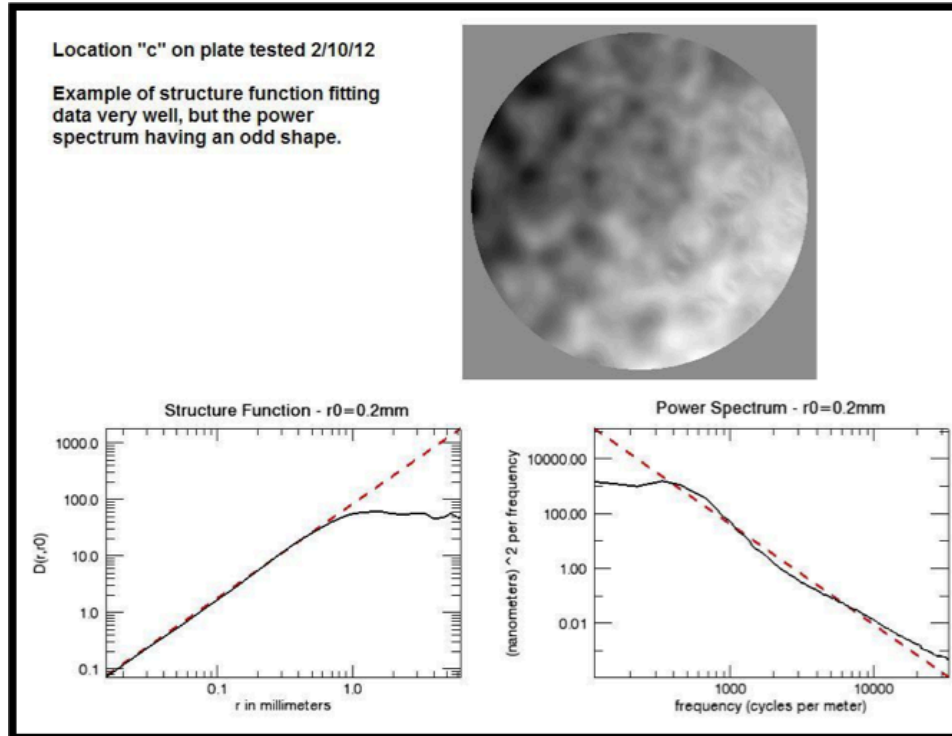 Location "c" on plate tested 2/10/12
Example of structure function fitting
data very well, but the power
spectrum having an odd shape.
Structure Function - r0=0.2mm
1000.0
100.0
10.0
1.0
0.1
D(r,r0)
0.1
1.0
r in millimeters
Power Spectrum - r0=0.2mm
10000.00
100.00
1.00
0.01
(nanometers)^2 per frequency
1000
10000
frequency (cycles per meter)